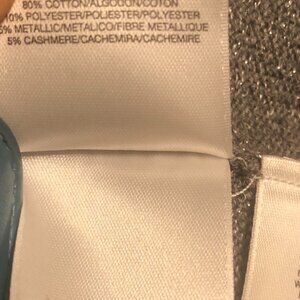 80% COTTON/ALGODON/COTON
10% POLYESTER/POLIESTER/POLYESTER
5% METALLIC/METALICO/FIBRE METALLIQUE
5% CASHMERE/CACHEMIRA/CACHEMIRE